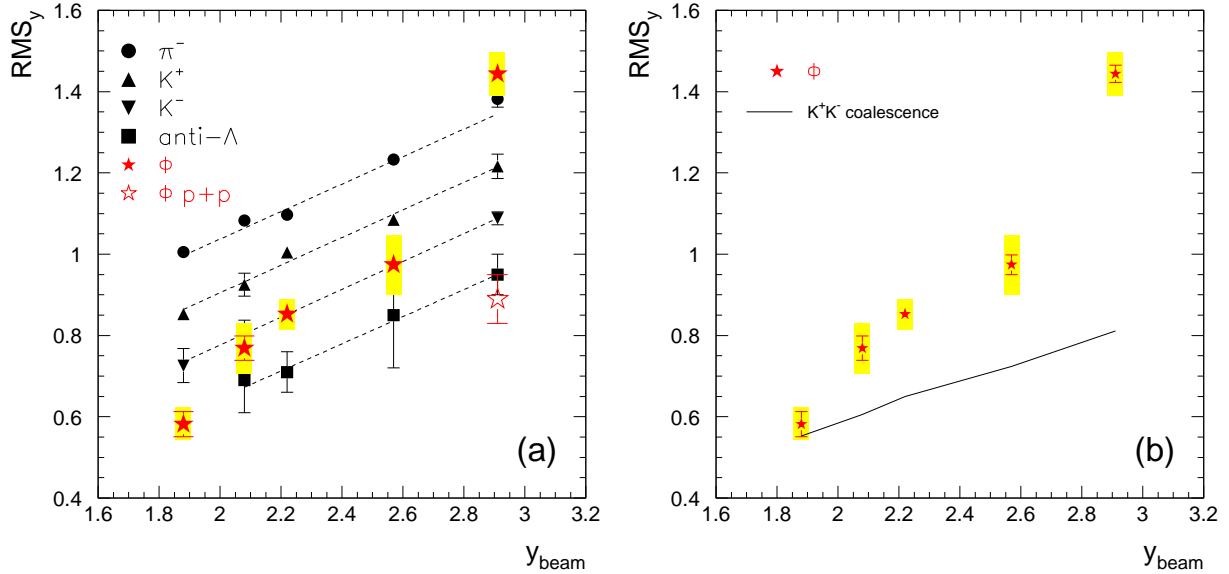 RMS_y
1.6
1.4
1.2
1
0.8
0.6
0.4
π⁻
K⁺
K⁻
anti−Λ
ϕ
ϕ p+p
(a)
1.6 1.8 2 2.2 2.4 2.6 2.8 3 3.2
y_beam
RMS_y
1.6
1.4
1.2
1
0.8
0.6
0.4
ϕ
K⁺K⁻ coalescence
(b)
1.6 1.8 2 2.2 2.4 2.6 2.8 3 3.2
y_beam